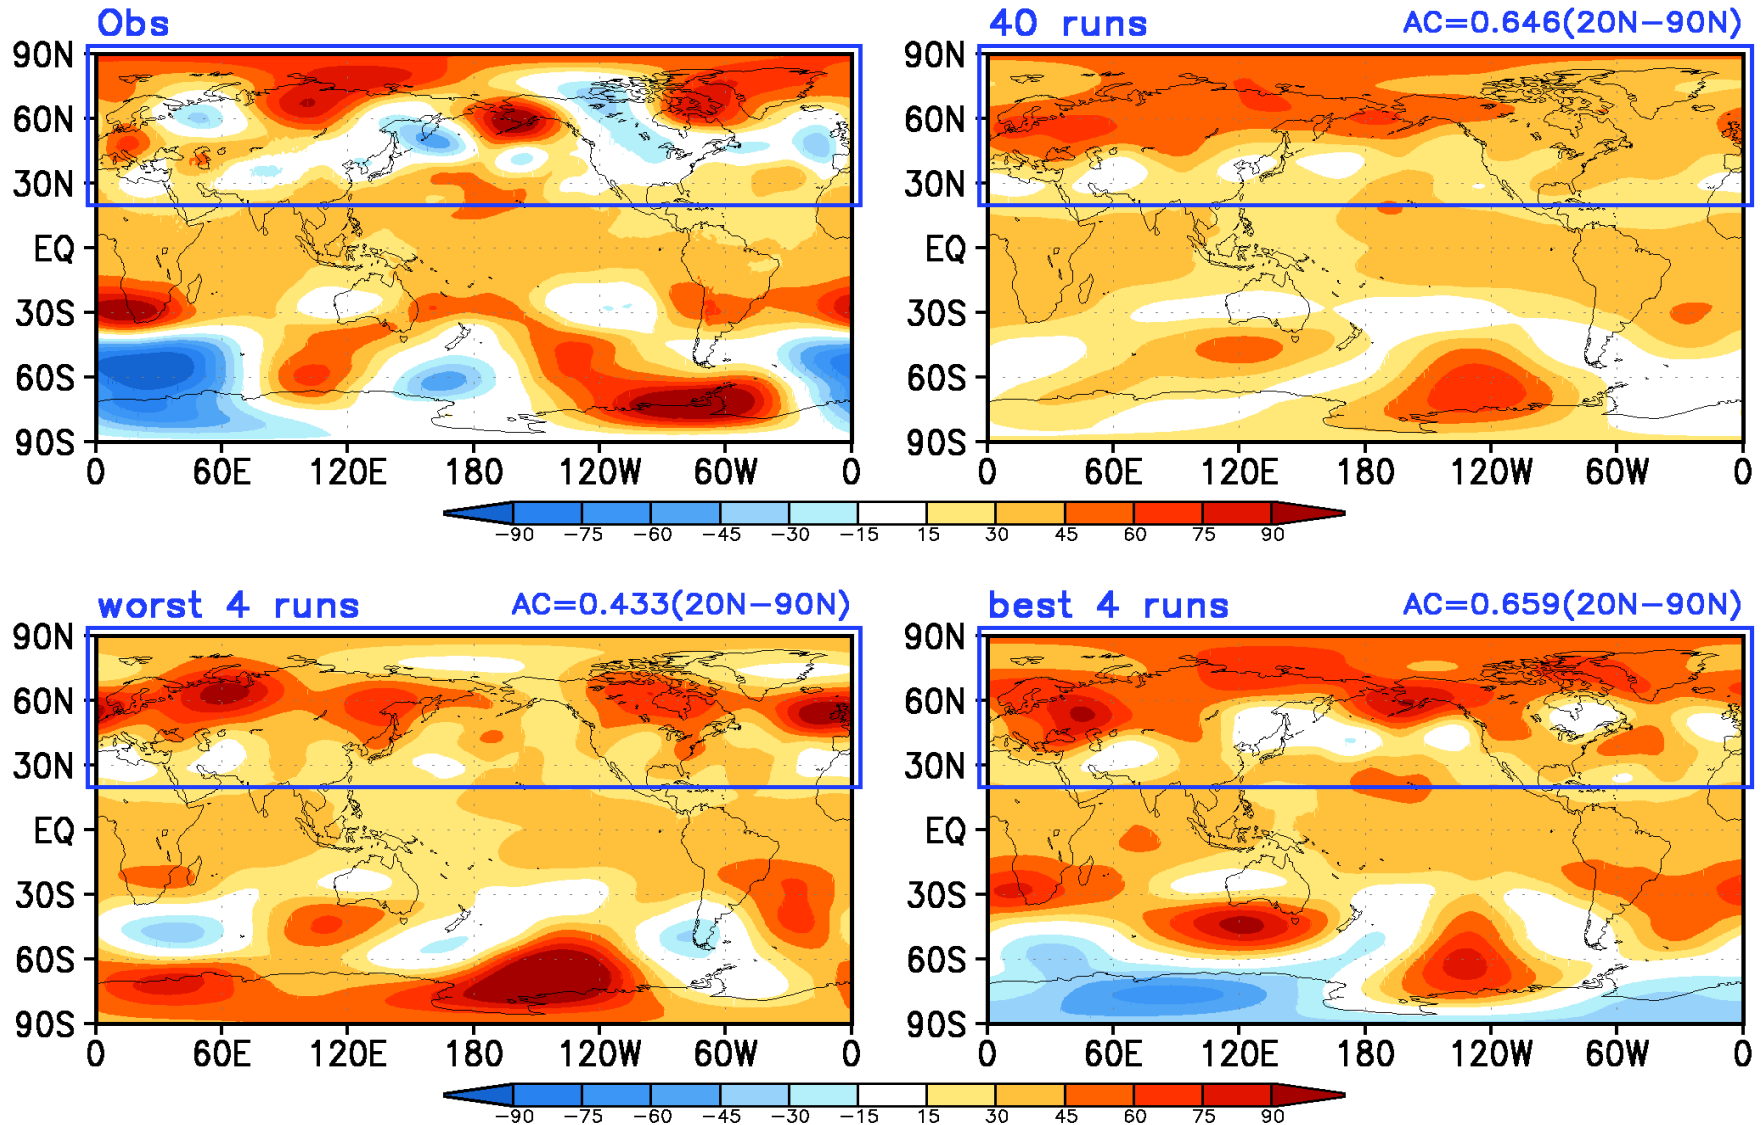 Obs
40 runs AC=0.646(20N−90N)
90N 90N
60N 60N
30N 30N
EQ EQ
30S 30S
60S 60S
90S 90S
0 60E 120E 180 120W 60W 0 0 60E 120E 180 120W 60W 0
−90 −75 −60 −45 −30 −15 15 30 45 60 75 90
worst 4 runs AC=0.433(20N−90N)
best 4 runs AC=0.659(20N−90N)
90N 90N
60N 60N
30N 30N
EQ EQ
30S 30S
60S 60S
90S 90S
0 60E 120E 180 120W 60W 0 0 60E 120E 180 120W 60W 0
−90 −75 −60 −45 −30 −15 15 30 45 60 75 90